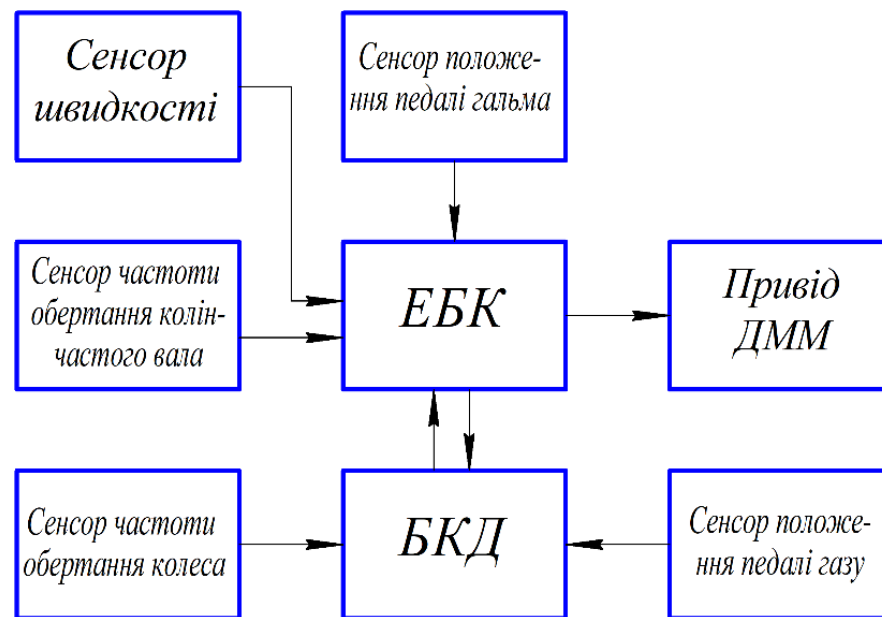 Сенсор
швидкості
Сенсор положе-
ння педалі гальма
Сенсор частоти
обертання колін-
частого вала
ЕБК
Привід
ДММ
Сенсор частоти
обертання колеса
БКД
Сенсор положе-
ння педалі газу